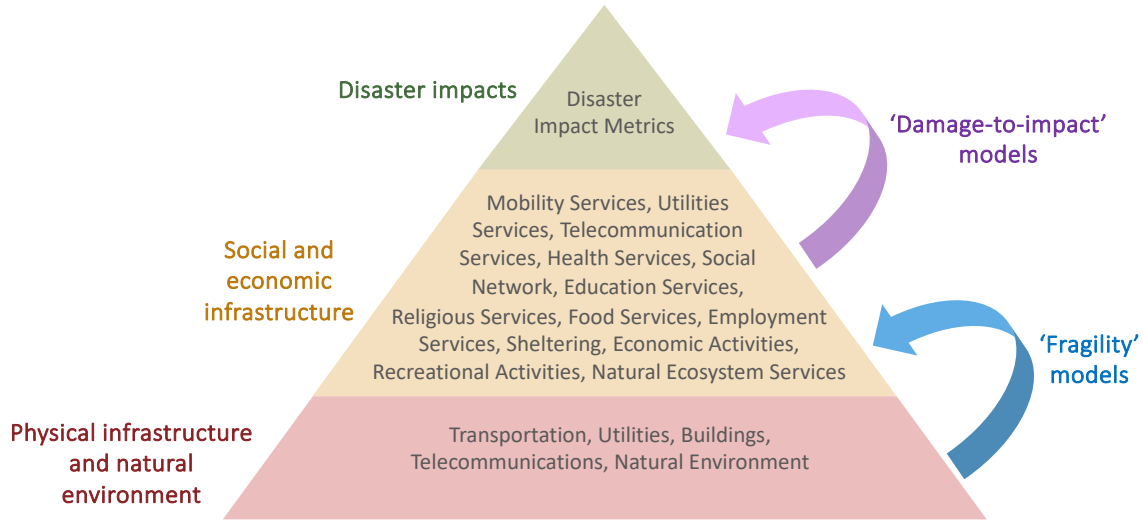 Disaster impacts
Disaster
Impact Metrics
‘Damage-to-impact’
models
Social and
economic
infrastructure
Mobility Services, Utilities
Services, Telecommunication
Services, Health Services, Social
Network, Education Services,
Religious Services, Food Services, Employment
Services, Sheltering, Economic Activities,
Recreational Activities, Natural Ecosystem Services
‘Fragility’
models
Physical infrastructure
and natural
environment
Transportation, Utilities, Buildings,
Telecommunications, Natural Environment